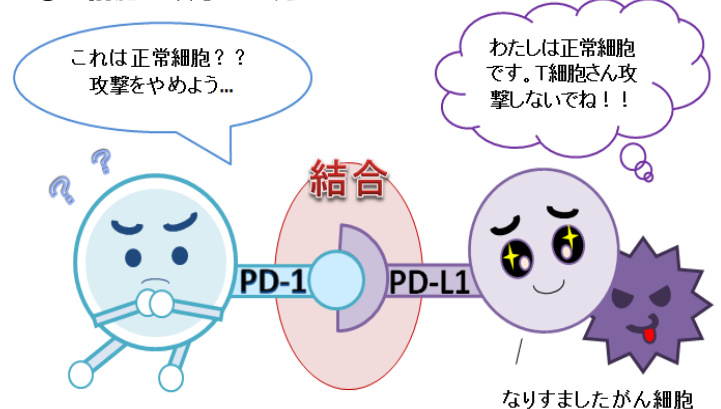 これは正常細胞？？
攻撃をやめよう…
わたしは正常細胞
です。T細胞さん攻
撃しないでね！！
結合
PD-1
PD-L1
なりすましたがん細胞